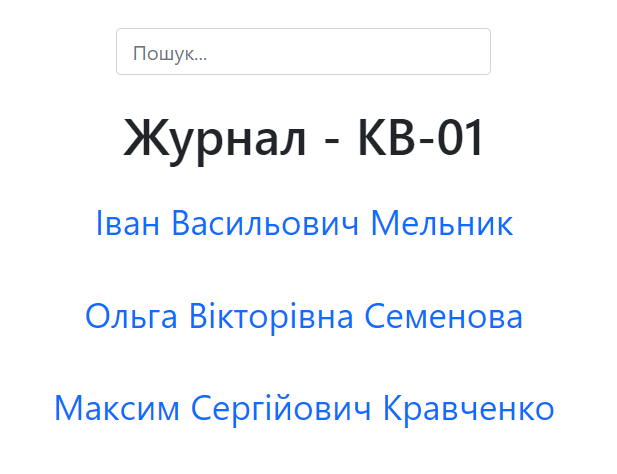 Пошук...
Журнал - КВ-01
Іван Васильович Мельник
Ольга Вікторівна Семенова
Максим Сергійович Кравченко